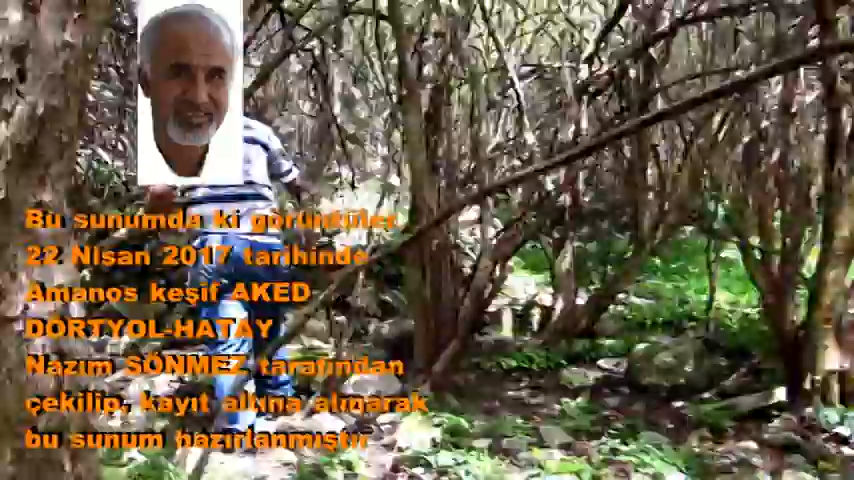 Bu sunumda ki görüntüler
22 Nisan 2017 tarihinde
Amanos keşif AKED
DÖRTYOL-HATAY
Nazım SÖNMEZ tarafından
çekilip, kayıt altına alınarak
bu sunum hazırlanmıştır